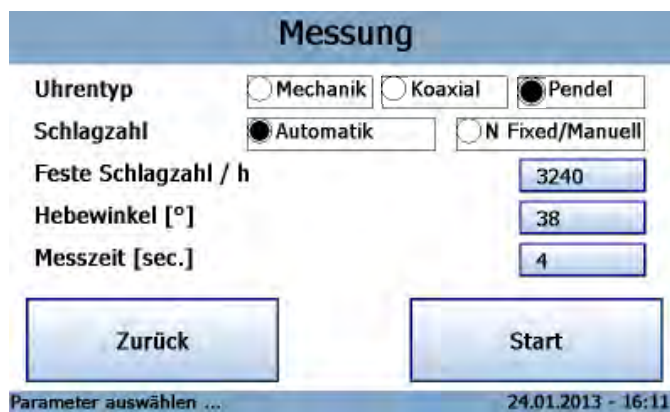 Messung
Uhrentyp Mechanik Koaxial Pendel
Schlagzahl Automatik N Fixed/Manuell
Feste Schlagzahl / h 3240
Hebewinkel [°] 38
Messzeit [sec.] 4
Zurück Start
Parameter auswählen ... 24.01.2013 - 16:11